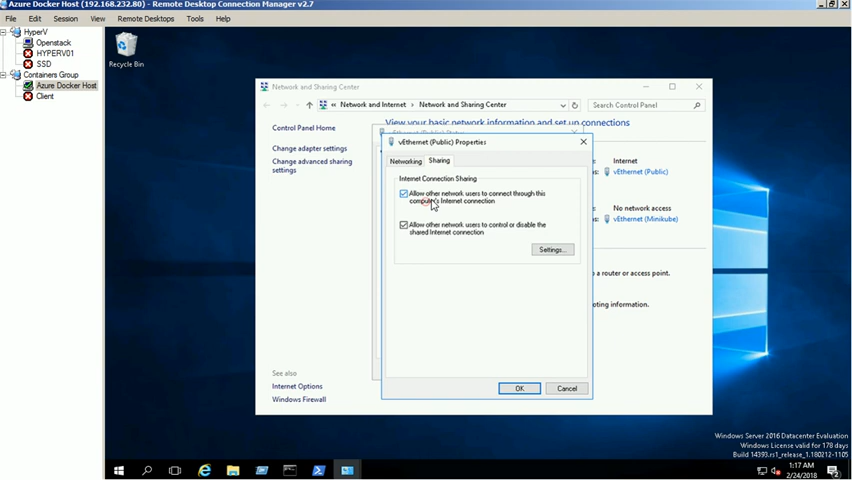 Azure Docker Host (192.168.232.80) - Remote Desktop Connection Manager v2.7
File Session View Remote Desktops Tools Help
HyperV
Openstack
HYPERV01
SSD
Containers Group
Azure Docker Host
Client
Recycle Bin
Network and Sharing Center
« Network and Internet › Network and Sharing Center
Search Control Panel
Control Panel Home
Change adapter settings
Change advanced sharing
settings
See also
Internet Options
Windows Firewall
View your basic network information and set up connections
Internet
vEthernet (Public)
No network access
vEthernet (Minikube)
a router or access point.
oting information.
vEthernet (Public) Properties
Networking Sharing
Internet Connection Sharing
Allow other network users to connect through this
computer's Internet connection
Allow other network users to control or disable the
shared Internet connection
Settings...
OK Cancel
Windows Server 2016 Datacenter Evaluation
Windows License valid for 178 days
Build 14393.rs1_release_1.180212-1105
1:17 AM
2/24/2018
2